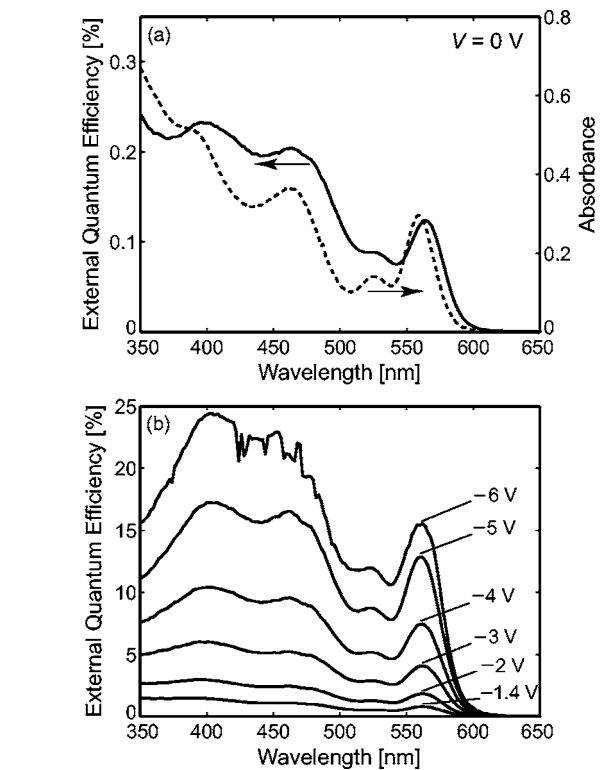 (a)
V = 0 V
External Quantum Efficiency [%]
0.3
0.2
0.1
0
0.8
0.6
0.4
0.2
0
Absorbance
350 400 450 500 550 600 650
Wavelength [nm]
(b)
External Quantum Efficiency [%]
25
20
15
10
5
0
−6 V
−5 V
−4 V
−3 V
−2 V
−1.4 V
350 400 450 500 550 600 650
Wavelength [nm]